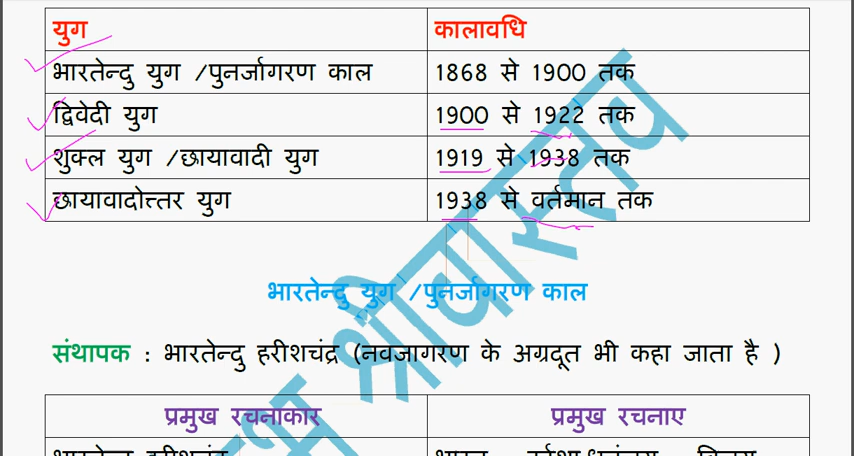 युग कालावधि
भारतेन्दु युग /पुनर्जागरण काल 1868 से 1900 तक
द्विवेदी युग 1900 से 1922 तक
शुक्ल युग /छायावादी युग 1919 से 1938 तक
छायावादोत्तर युग 1938 से वर्तमान तक
भारतेन्दु युग /पुनर्जागरण काल
संथापक : भारतेन्दु हरीशचंद्र (नवजागरण के अग्रदूत भी कहा जाता है )
प्रमुख रचनाकार प्रमुख रचनाए
श्रीवास्तव